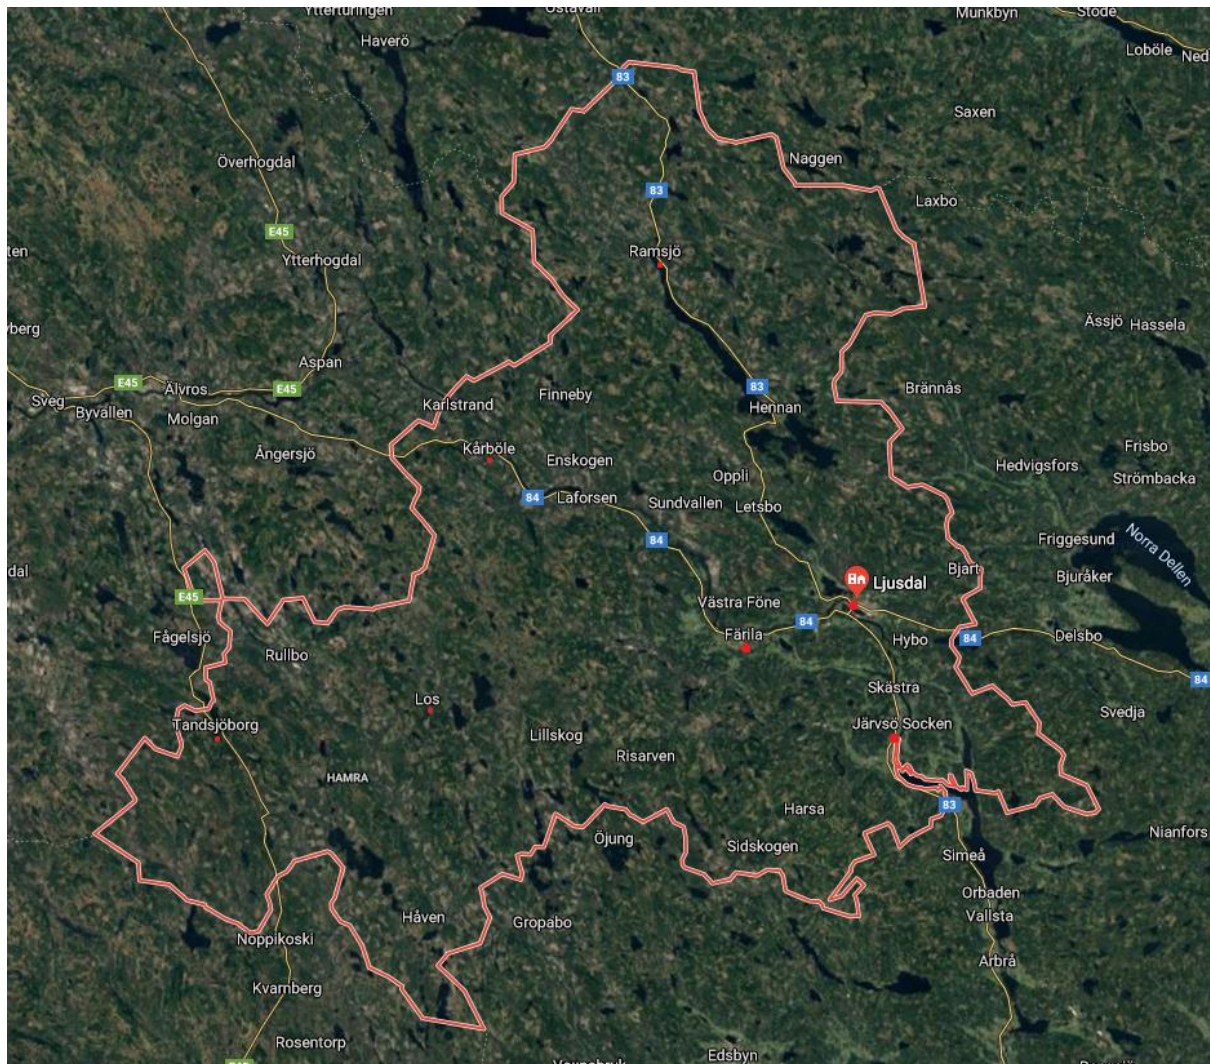 Ytterturingen
Östavall
Munkbyn
Stöde
Haverö
Loböle
Ned
83
Saxen
Överhogdal
Naggen
83
Laxbo
E45
ten
Ytterhogdal
Ramsjö
yberg
Ässjö
Hassela
Aspan
E45
Älvros
E45
83
Brännås
Sveg
Byvallen
Finneby
Karlstrand
Hennan
Molgan
Ångersjö
Kårböle
Frisbo
Enskogen
Hedvigsfors
Oppli
Strömbacka
84
Laforsen
Sundvallen
Letsbo
84
Friggesund
Norra Dellen
dal
Bjart
Bjuråker
Ljusdal
E45
Västra Föne
84
Fågelsjö
Färila
Hybo
84
Delsbo
Rullbo
84
Skästra
Los
Svedja
Tandsjöborg
Järvsö Socken
Lillskog
Risarven
HAMRA
83
Harsa
Nianfors
Öjung
Sidskogen
Simeå
Orbaden
Håven
Gropabo
Vallsta
Noppikoski
Arbrå
Kvarnberg
Rosentorp
Edsbyn